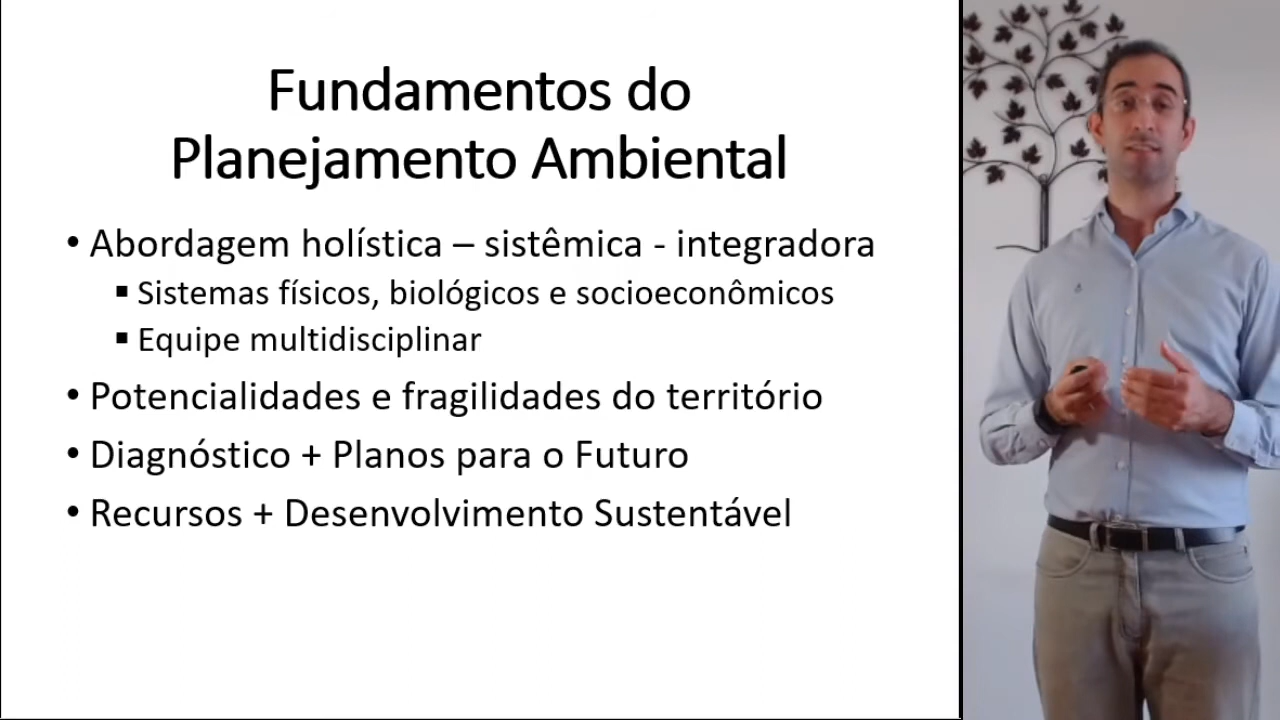 Fundamentos do
Planejamento Ambiental
• Abordagem holística – sistêmica - integradora
▪ Sistemas físicos, biológicos e socioeconômicos
▪ Equipe multidisciplinar
• Potencialidades e fragilidades do território
• Diagnóstico + Planos para o Futuro
• Recursos + Desenvolvimento Sustentável